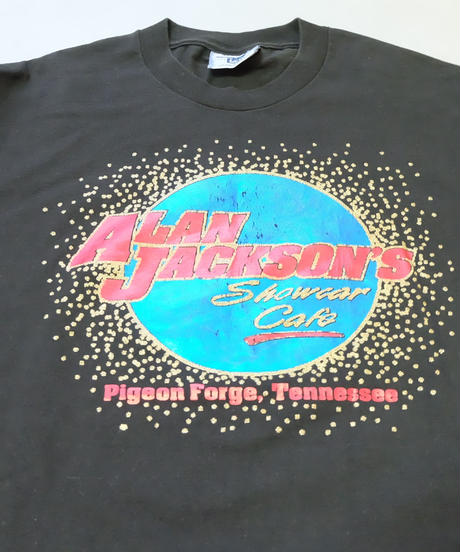 ALAN
JACKSON'S
Showcar
Cafe
Pigeon Forge, Tennessee